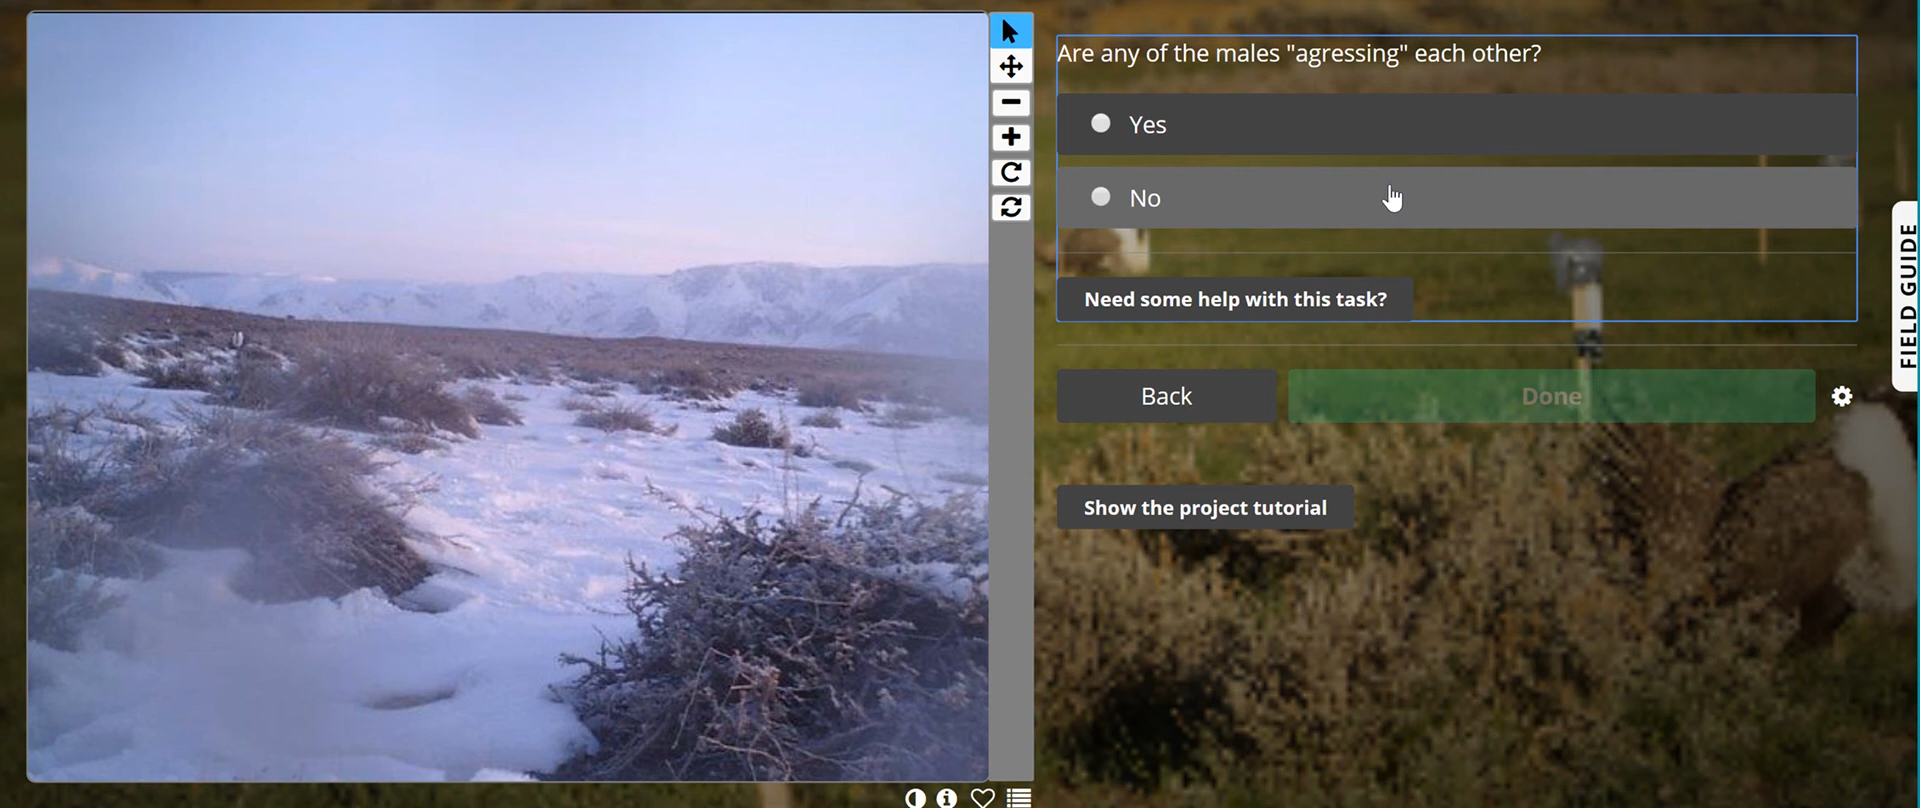 Are any of the males "agressing" each other?
Yes
No
Need some help with this task?
Back
Done
Show the project tutorial
FIELD GUIDE